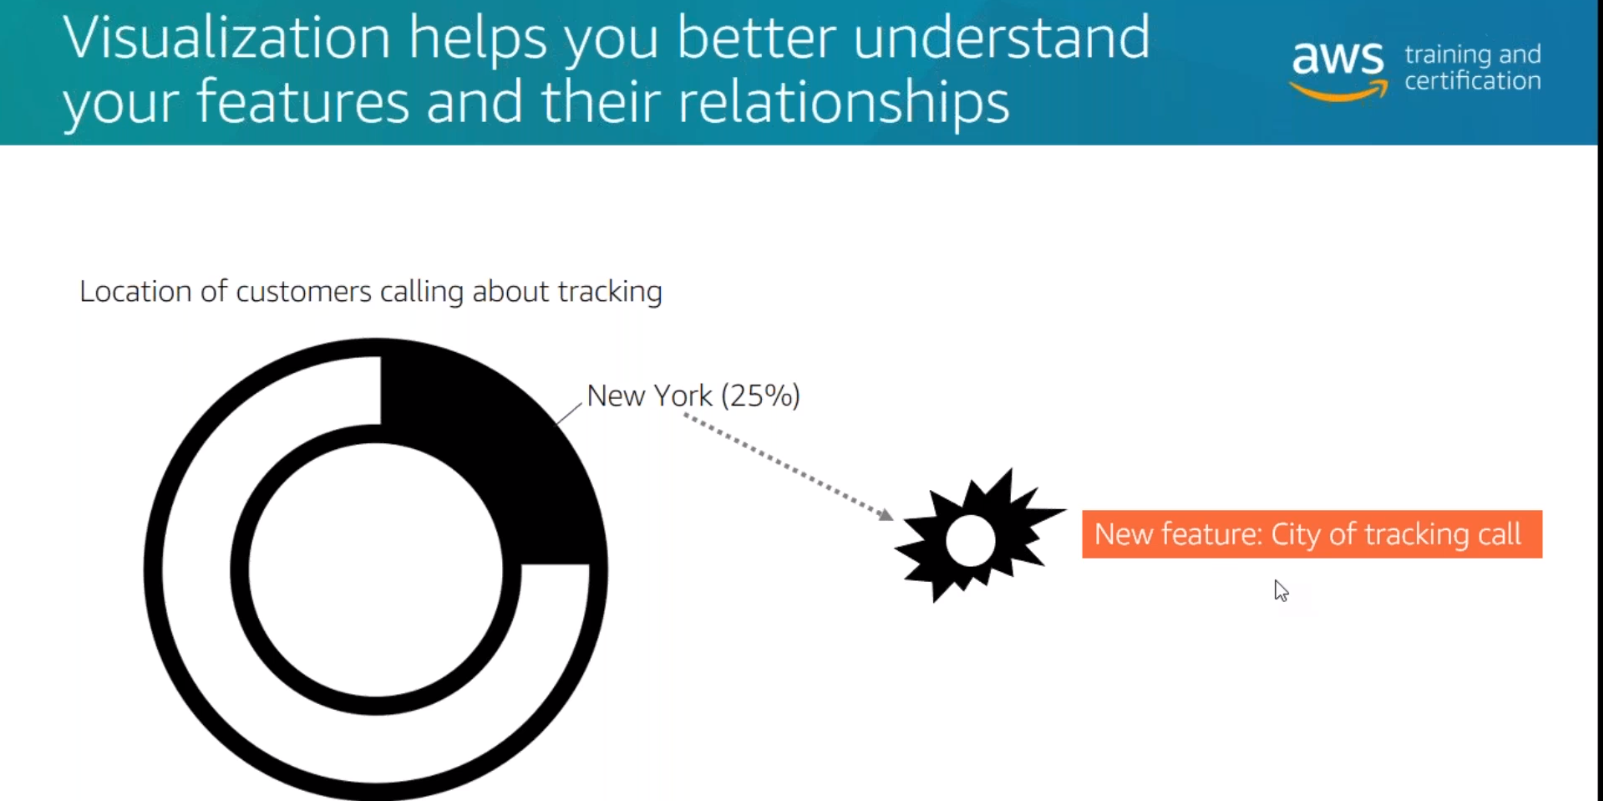 Visualization helps you better understand
your features and their relationships
aws
training and
certification
Location of customers calling about tracking
New York (25%)
New feature: City of tracking call